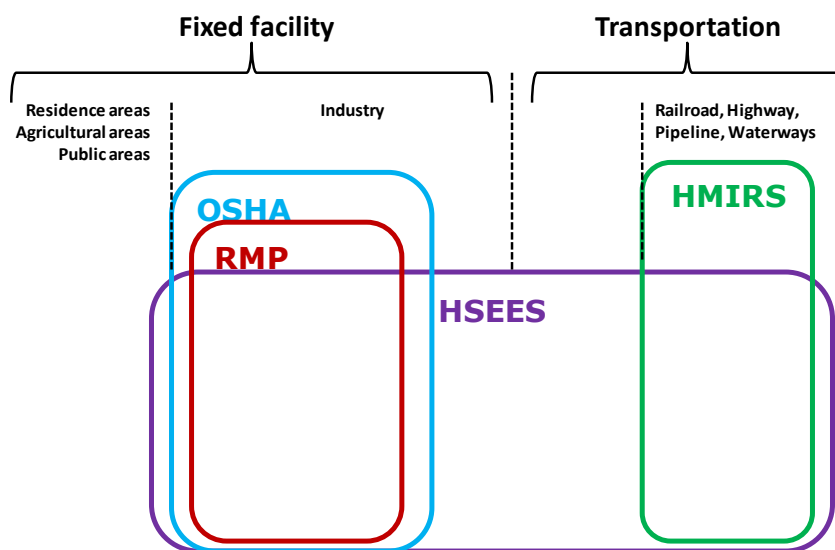 Fixed facility
Transportation
Residence areas
Agricultural areas
Public areas
Industry
Railroad, Highway,
Pipeline, Waterways
OSHA
HMIRS
RMP
HSEES